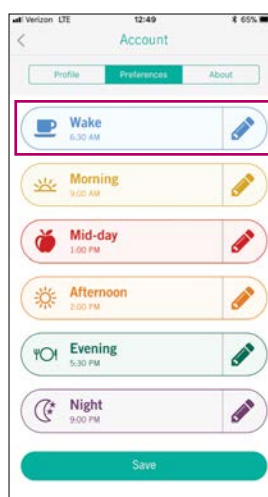 Verizon LTE 12:49 65%
Account
Profile Preferences About
Wake
6:30 AM
Morning
9:00 AM
Mid-day
1:00 PM
Afternoon
2:00 PM
Evening
5:30 PM
Night
9:00 PM
Save